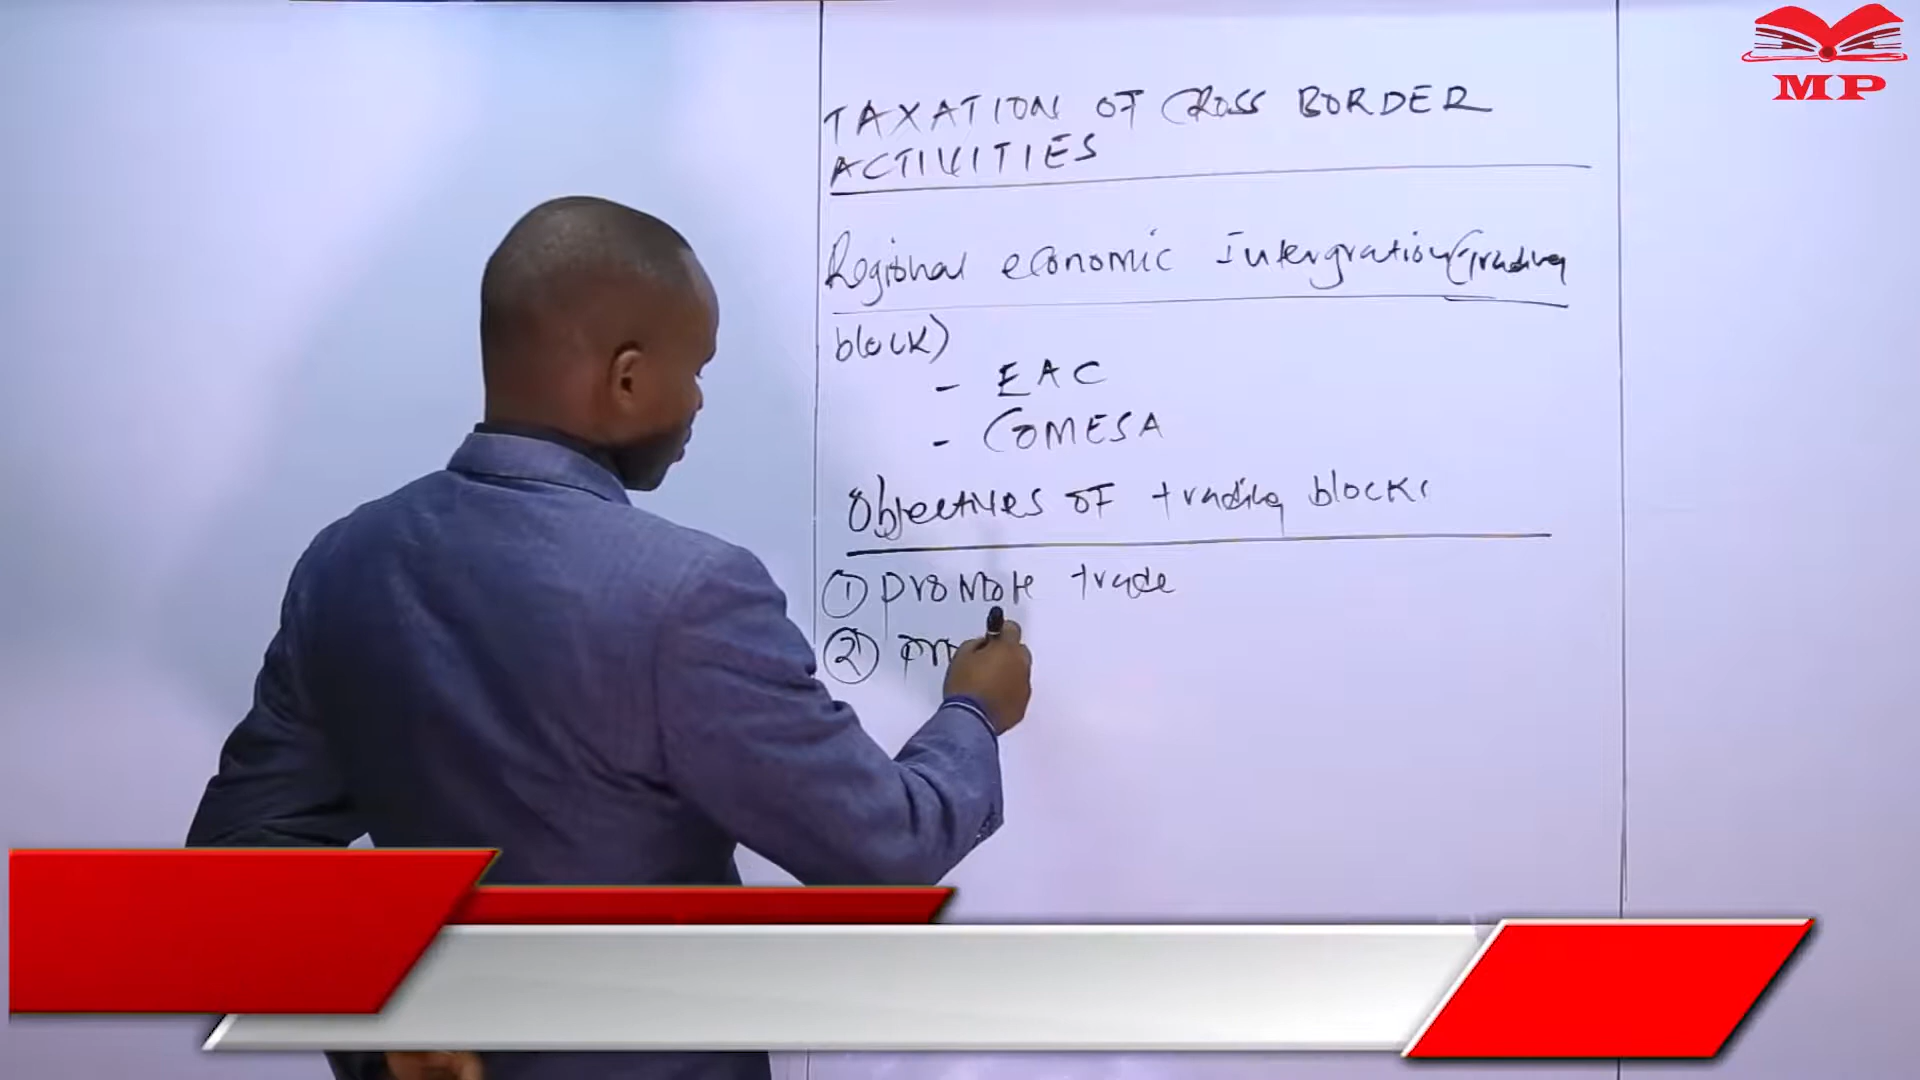 MP
TAXATION OF CROSS BORDER
ACTIVITIES
Regional economic Intergration (trading
block)
- EAC
- COMESA
Objectives of trading blocks
① promote trade
②